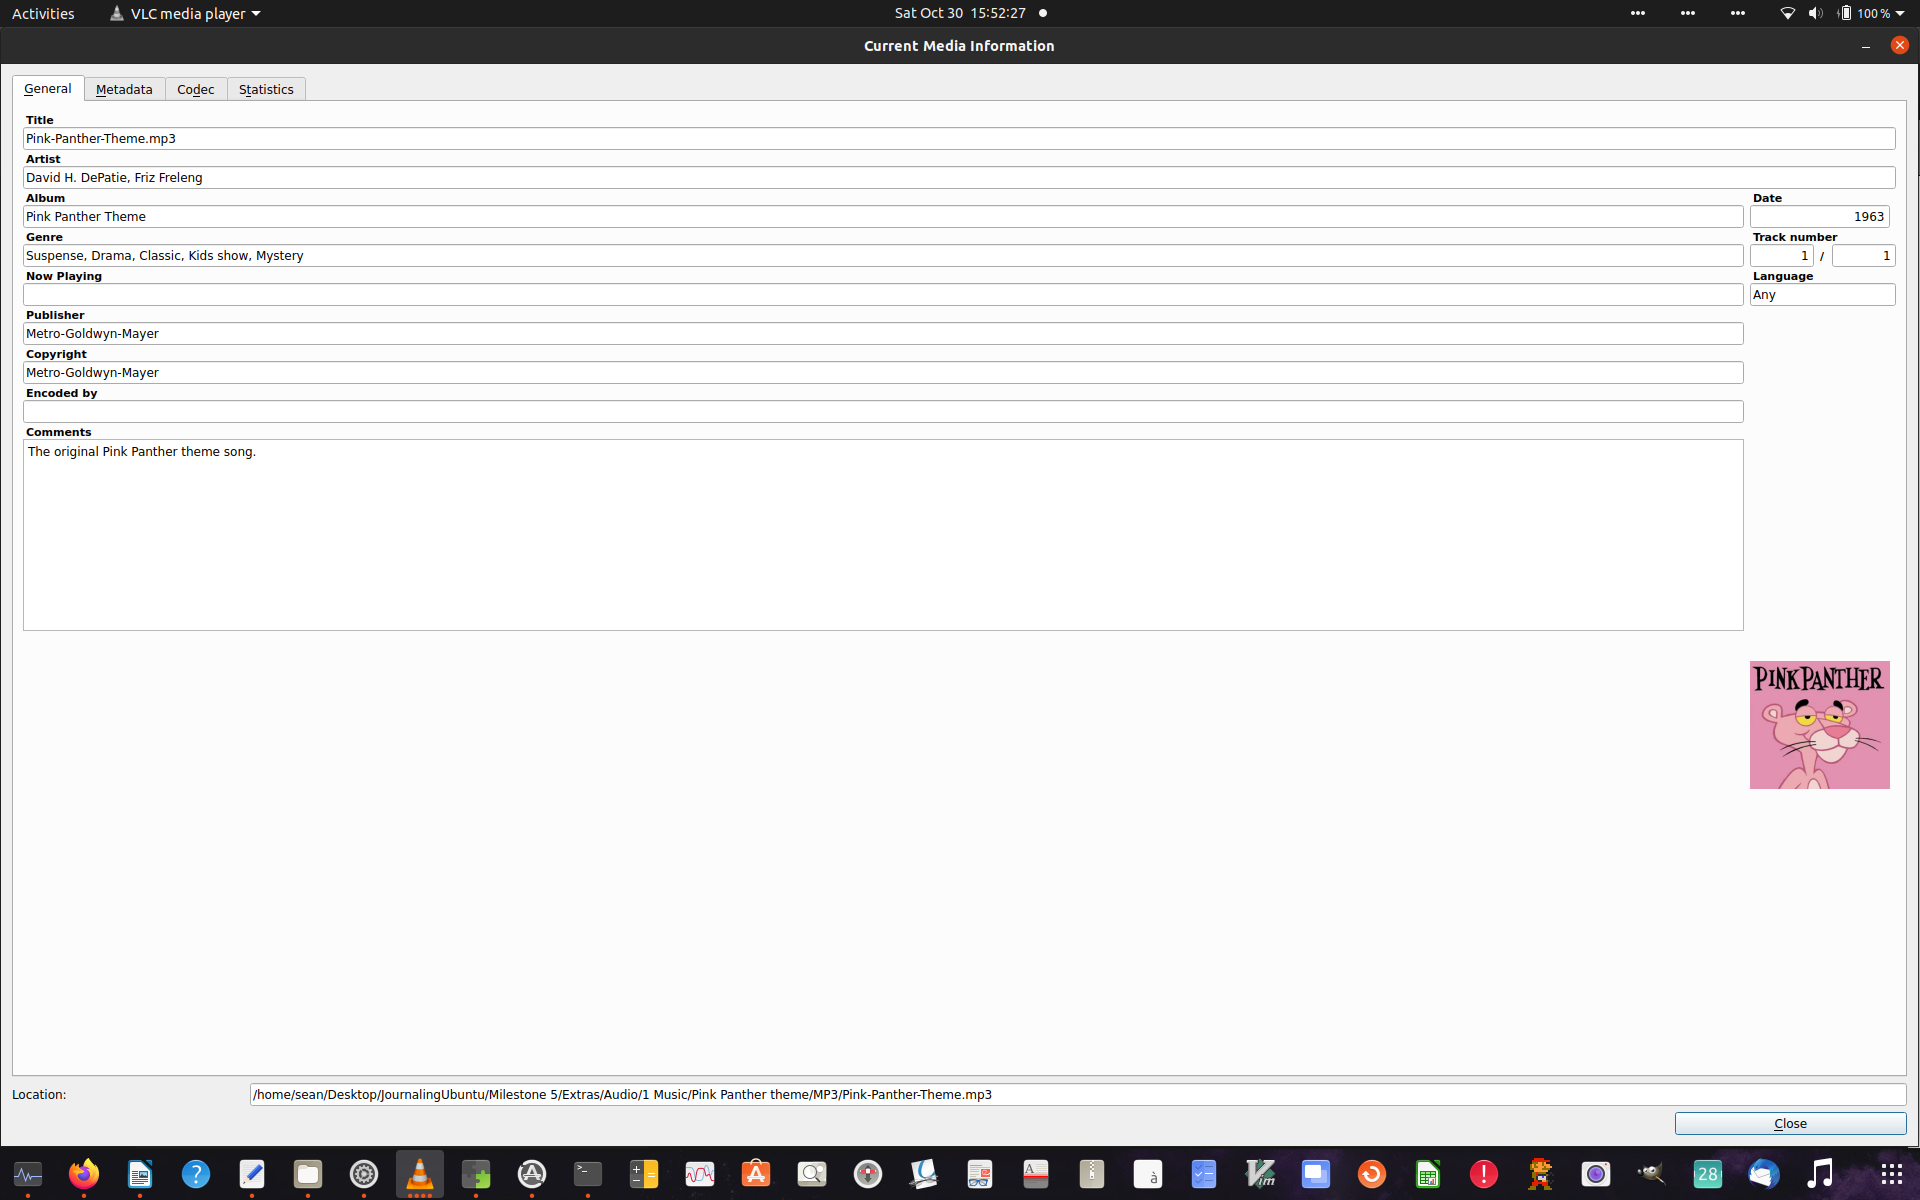 Activities VLC media player Sat Oct 30 15:52:27 100 %
Current Media Information
General Metadata Codec Statistics
Title
Pink-Panther-Theme.mp3
Artist
David H. DePatie, Friz Freleng
Album Date
Pink Panther Theme 1963
Genre Track number
Suspense, Drama, Classic, Kids show, Mystery 1 / 1
Now Playing Language
Any
Publisher
Metro-Goldwyn-Mayer
Copyright
Metro-Goldwyn-Mayer
Encoded by
Comments
The original Pink Panther theme song.
PINK PANTHER
Location: /home/sean/Desktop/JournalingUbuntu/Milestone 5/Extras/Audio/1 Music/Pink Panther theme/MP3/Pink-Panther-Theme.mp3
Close
? >_ A A à Vim ! 28